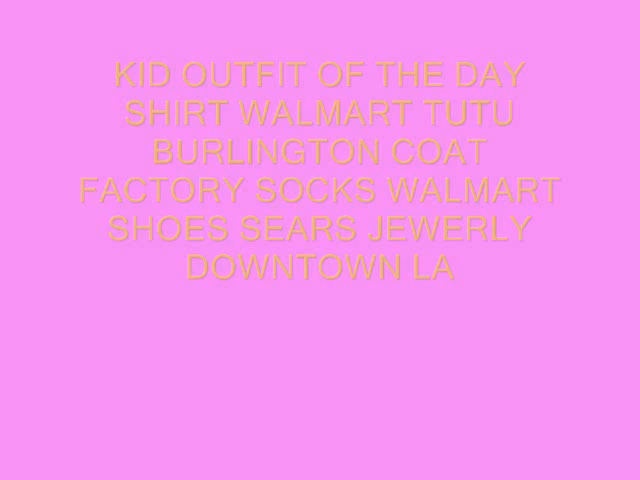 KID OUTFIT OF THE DAY
SHIRT WALMART TUTU
BURLINGTON COAT
FACTORY SOCKS WALMART
SHOES SEARS JEWERLY
DOWNTOWN LA